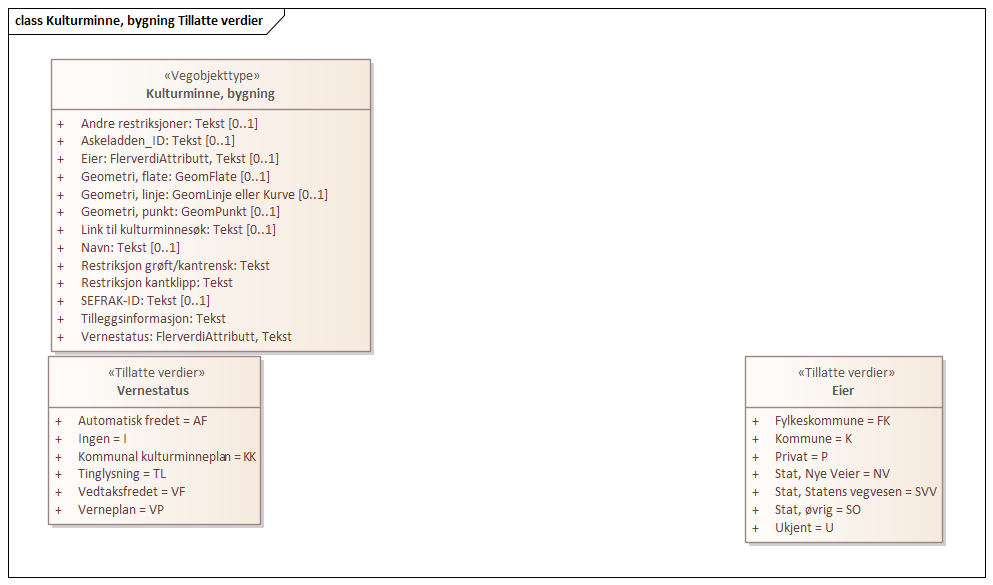 class Kulturminne, bygning Tillatte verdier
«Vegobjekttype»
Kulturminne, bygning
+ Andre restriksjoner: Tekst [0..1]
+ Askeladden_ID: Tekst [0..1]
+ Eier: FlerverdiAttributt, Tekst [0..1]
+ Geometri, flate: GeomFlate [0..1]
+ Geometri, linje: GeomLinje eller Kurve [0..1]
+ Geometri, punkt: GeomPunkt [0..1]
+ Link til kulturminnesøk: Tekst [0..1]
+ Navn: Tekst [0..1]
+ Restriksjon grøft/kantrensk: Tekst
+ Restriksjon kantklipp: Tekst
+ SEFRAK-ID: Tekst [0..1]
+ Tilleggsinformasjon: Tekst
+ Vernestatus: FlerverdiAttributt, Tekst
«Tillatte verdier»
Vernestatus
+ Automatisk fredet = AF
+ Ingen = I
+ Kommunal kulturminneplan = KK
+ Tinglysning = TL
+ Vedtaksfredet = VF
+ Verneplan = VP
«Tillatte verdier»
Eier
+ Fylkeskommune = FK
+ Kommune = K
+ Privat = P
+ Stat, Nye Veier = NV
+ Stat, Statens vegvesen = SVV
+ Stat, øvrig = SO
+ Ukjent = U